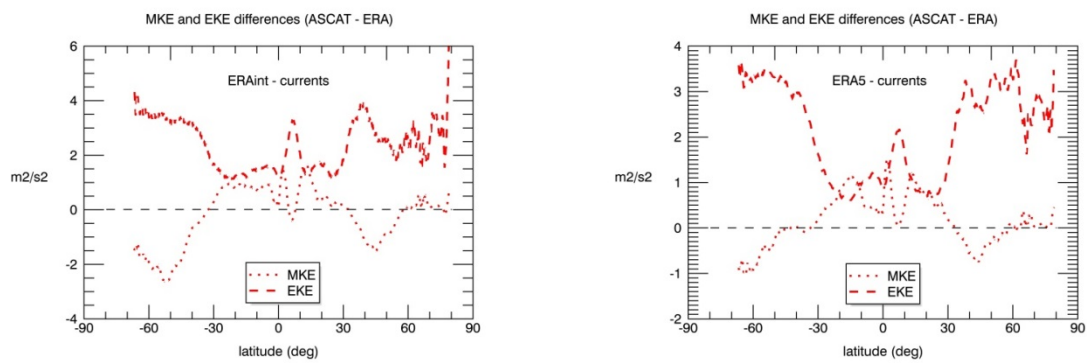 MKE and EKE differences (ASCAT - ERA)
6
4
2
0
-2
-4
m2/s2
ERAint - currents
MKE
EKE
-90
-60
-30
0
30
60
90
latitude (deg)
MKE and EKE differences (ASCAT - ERA)
4
3
2
1
0
-1
-2
m2/s2
ERA5 - currents
MKE
EKE
-90
-60
-30
0
30
60
90
latitude (deg)